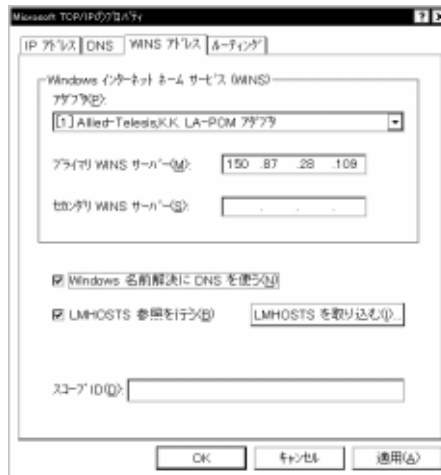 Microsoft TCP/IPのプロパティ
IP アドレス DNS WINS アドレス ルーティング
Windows インターネット ネーム サービス (WINS)
アダプタ(P):
[1] Allied-Telesis,K.K. LA-PCM アダプタ
プライマリ WINS サーバー(M): 150 .87 .28 .109
セカンダリ WINS サーバー(S): . . .
Windows 名前解決に DNS を使う(N)
LMHOSTS 参照を行う(B) LMHOSTS を取り込む(I)...
スコープ ID(O):
OK キャンセル 適用(A)